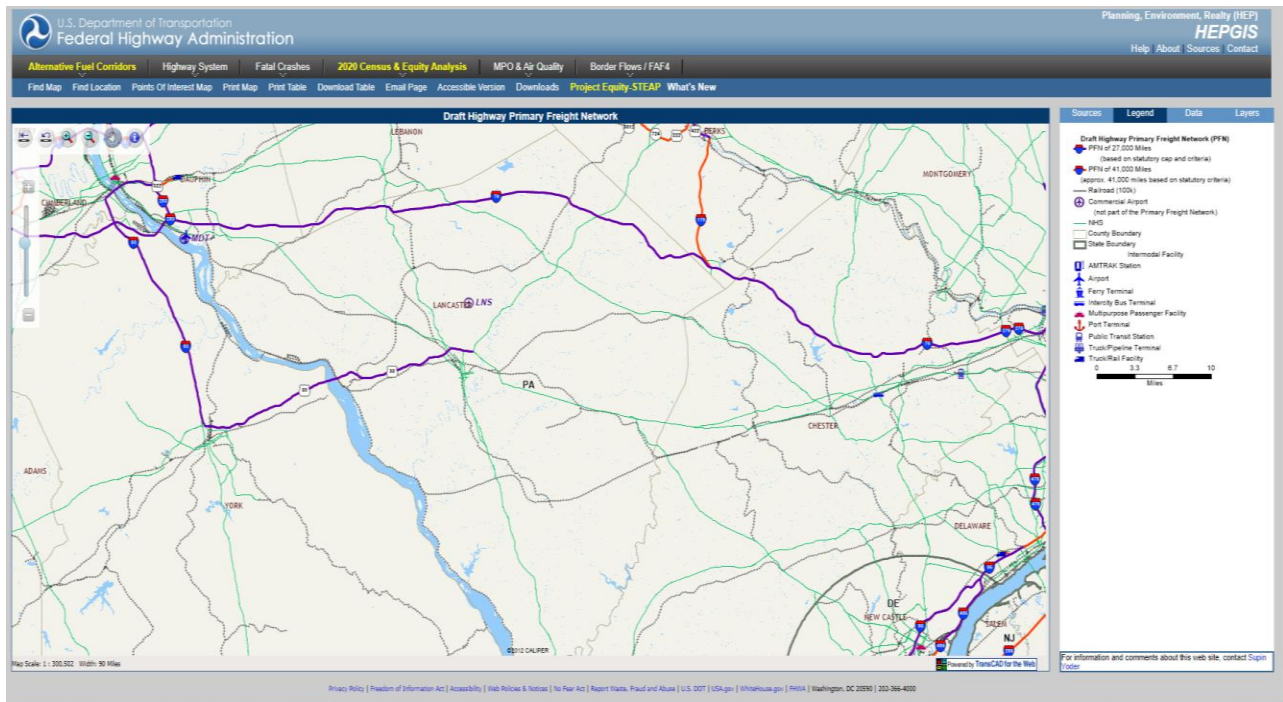 U.S. Department of Transportation
Federal Highway Administration
Planning, Environment, Realty (HEP)
HEPGIS
Help | About | Sources | Contact
Alternative Fuel Corridors | Highway System | Fatal Crashes | 2020 Census & Equity Analysis | MPO & Air Quality | Border Flows / FAF4
Find Map Find Location Points Of Interest Map Print Map Print Table Download Table Email Page Accessible Version Downloads Project Equity-STEAP What's New
Draft Highway Primary Freight Network
LEBANON
BERKS
DAUPHIN
MONTGOMERY
CUMBERLAND
MDT
LANCASTER
LNS
30
30
PA
CHESTER
ADAMS
YORK
DELAWARE
DE
NEW CASTLE
SALEM
NJ
©2012 CALIPER
Map Scale: 1 : 300,502 Width: 90 Miles
Powered by TransCAD for the Web
Sources Legend Data Layers
Draft Highway Primary Freight Network (PFN)
PFN of 27,000 Miles
(based on statutory cap and criteria)
PFN of 41,000 Miles
(approx. 41,000 miles based on statutory criteria)
Railroad (100k)
Commercial Airport
(not part of the Primary Freight Network)
NHS
County Boundary
State Boundary
Intermodal Facility
AMTRAK Station
Airport
Ferry Terminal
Intercity Bus Terminal
Multipurpose Passenger Facility
Port Terminal
Public Transit Station
Truck/Pipeline Terminal
Truck/Rail Facility
0 3.3 6.7 10
Miles
For information and comments about this web site, contact Supin
Yoder
Privacy Policy | Freedom of Information Act | Accessibility | Web Policies & Notices | No Fear Act | Report Waste, Fraud and Abuse | U.S. DOT | USA.gov | WhiteHouse.gov | FHWA | Washington, DC 20590 | 202-366-4000